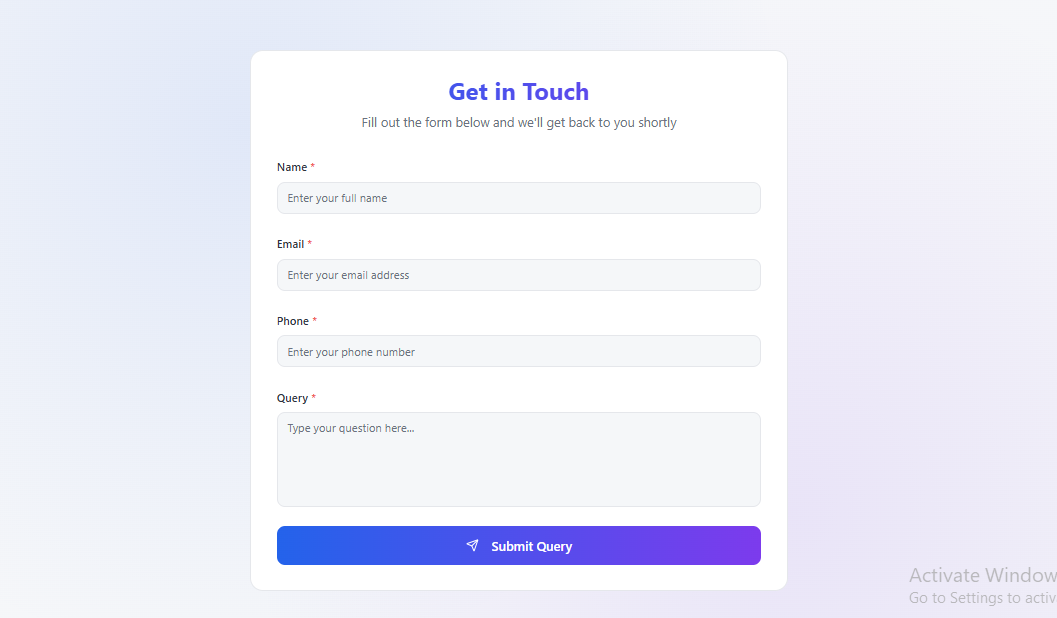 Get in Touch
Fill out the form below and we'll get back to you shortly
Name *
Enter your full name
Email *
Enter your email address
Phone *
Enter your phone number
Query *
Type your question here...
Submit Query
Activate Window
Go to Settings to activ